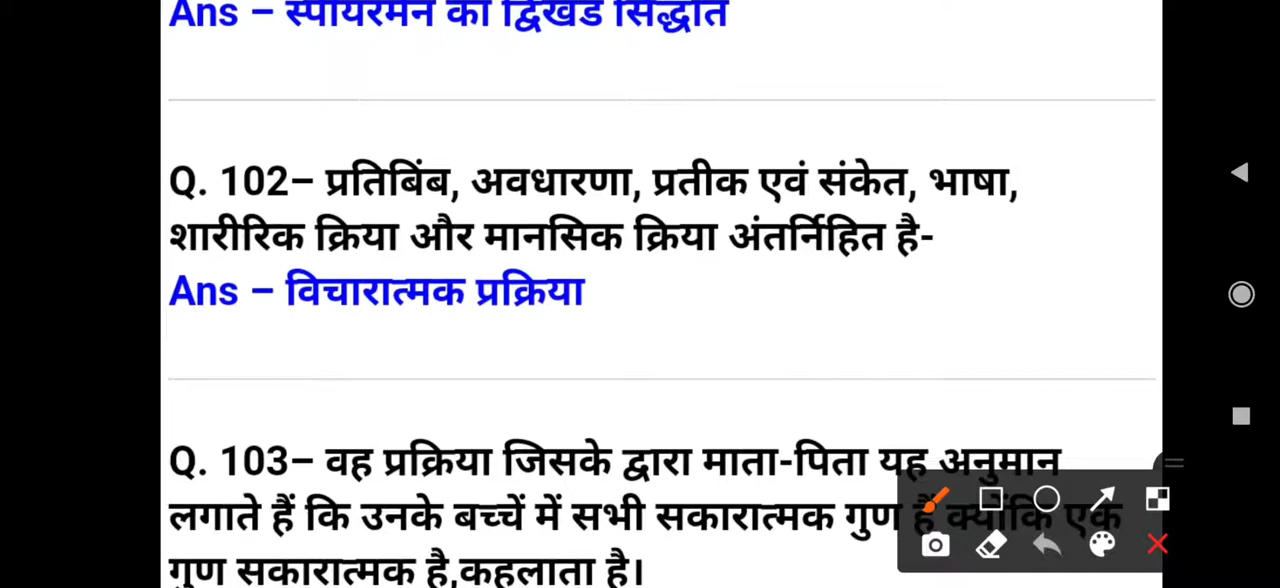 Ans – स्पीयरमैन का द्विखंड सिद्धांत
Q. 102– प्रतिबिंब, अवधारणा, प्रतीक एवं संकेत, भाषा,
शारीरिक क्रिया और मानसिक क्रिया अंतर्निहित है-
Ans – विचारात्मक प्रक्रिया
Q. 103– वह प्रक्रिया जिसके द्वारा माता-पिता यह अनुमान
लगाते हैं कि उनके बच्चें में सभी सकारात्मक गुण हैं क्योंकि एक
गुण सकारात्मक है,कहलाता है।